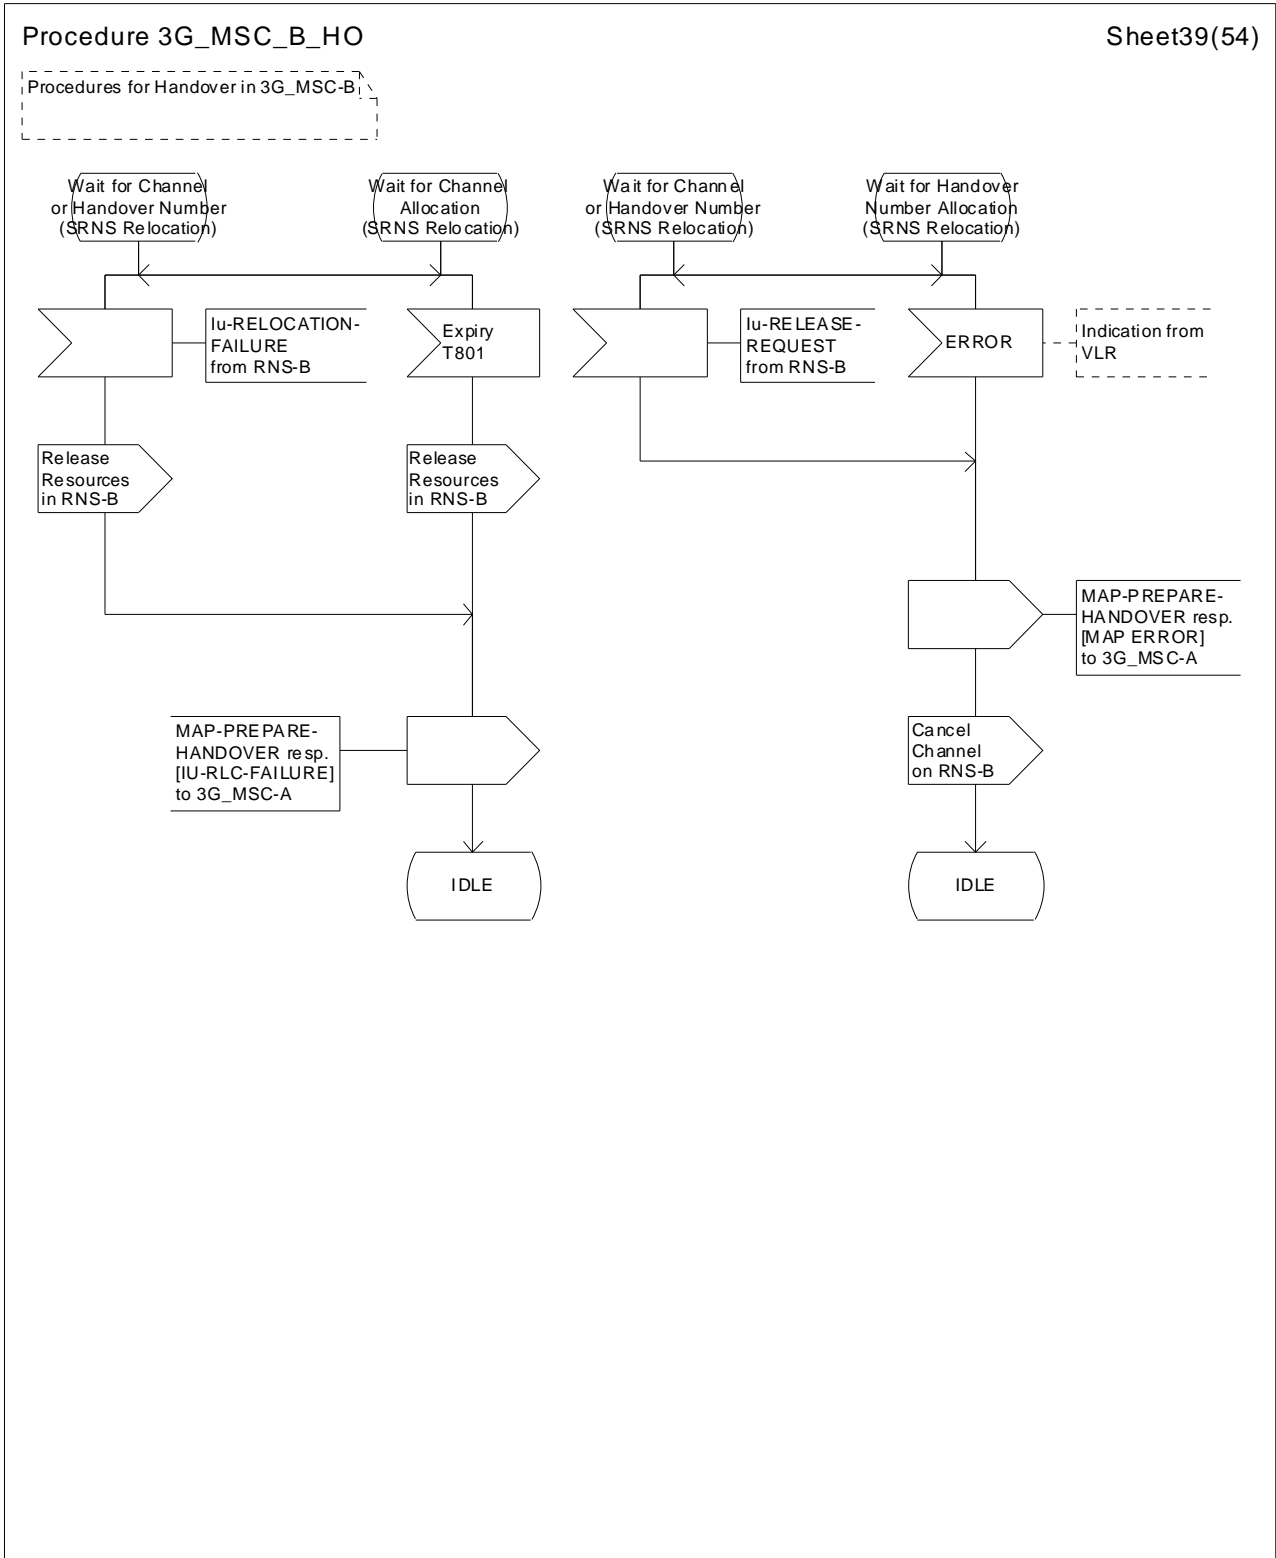 Procedure 3G_MSC_B_HO
Sheet39(54)
Procedures for Handover in 3G_MSC-B
Wait for Channel
or Handover Number
(SRNS Relocation)
Wait for Channel
Allocation
(SRNS Relocation)
Wait for Channel
or Handover Number
(SRNS Relocation)
Wait for Handover
Number Allocation
(SRNS Relocation)
Iu-RELOCATION-
FAILURE
from RNS-B
Expiry
T801
Iu-RELEASE-
REQUEST
from RNS-B
ERROR
Indication from
VLR
Release
Resources
in RNS-B
Release
Resources
in RNS-B
MAP-PREPARE-
HANDOVER resp.
[MAP ERROR]
to 3G_MSC-A
MAP-PREPARE-
HANDOVER resp.
[IU-RLC-FAILURE]
to 3G_MSC-A
Cancel
Channel
on RNS-B
IDLE
IDLE